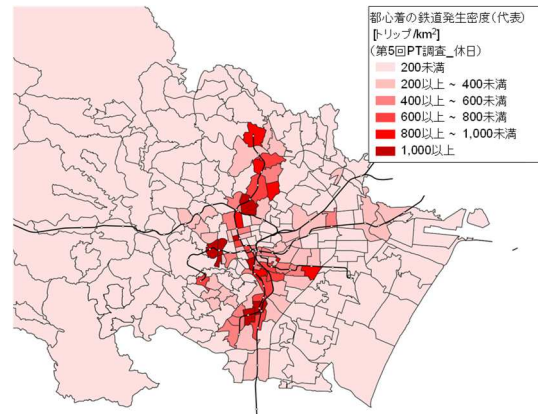 都心着の鉄道発生密度(代表)
[トリップ/km²]
(第5回PT調査_休日)
200未満
200以上 ~ 400未満
400以上 ~ 600未満
600以上 ~ 800未満
800以上 ~ 1,000未満
1,000以上